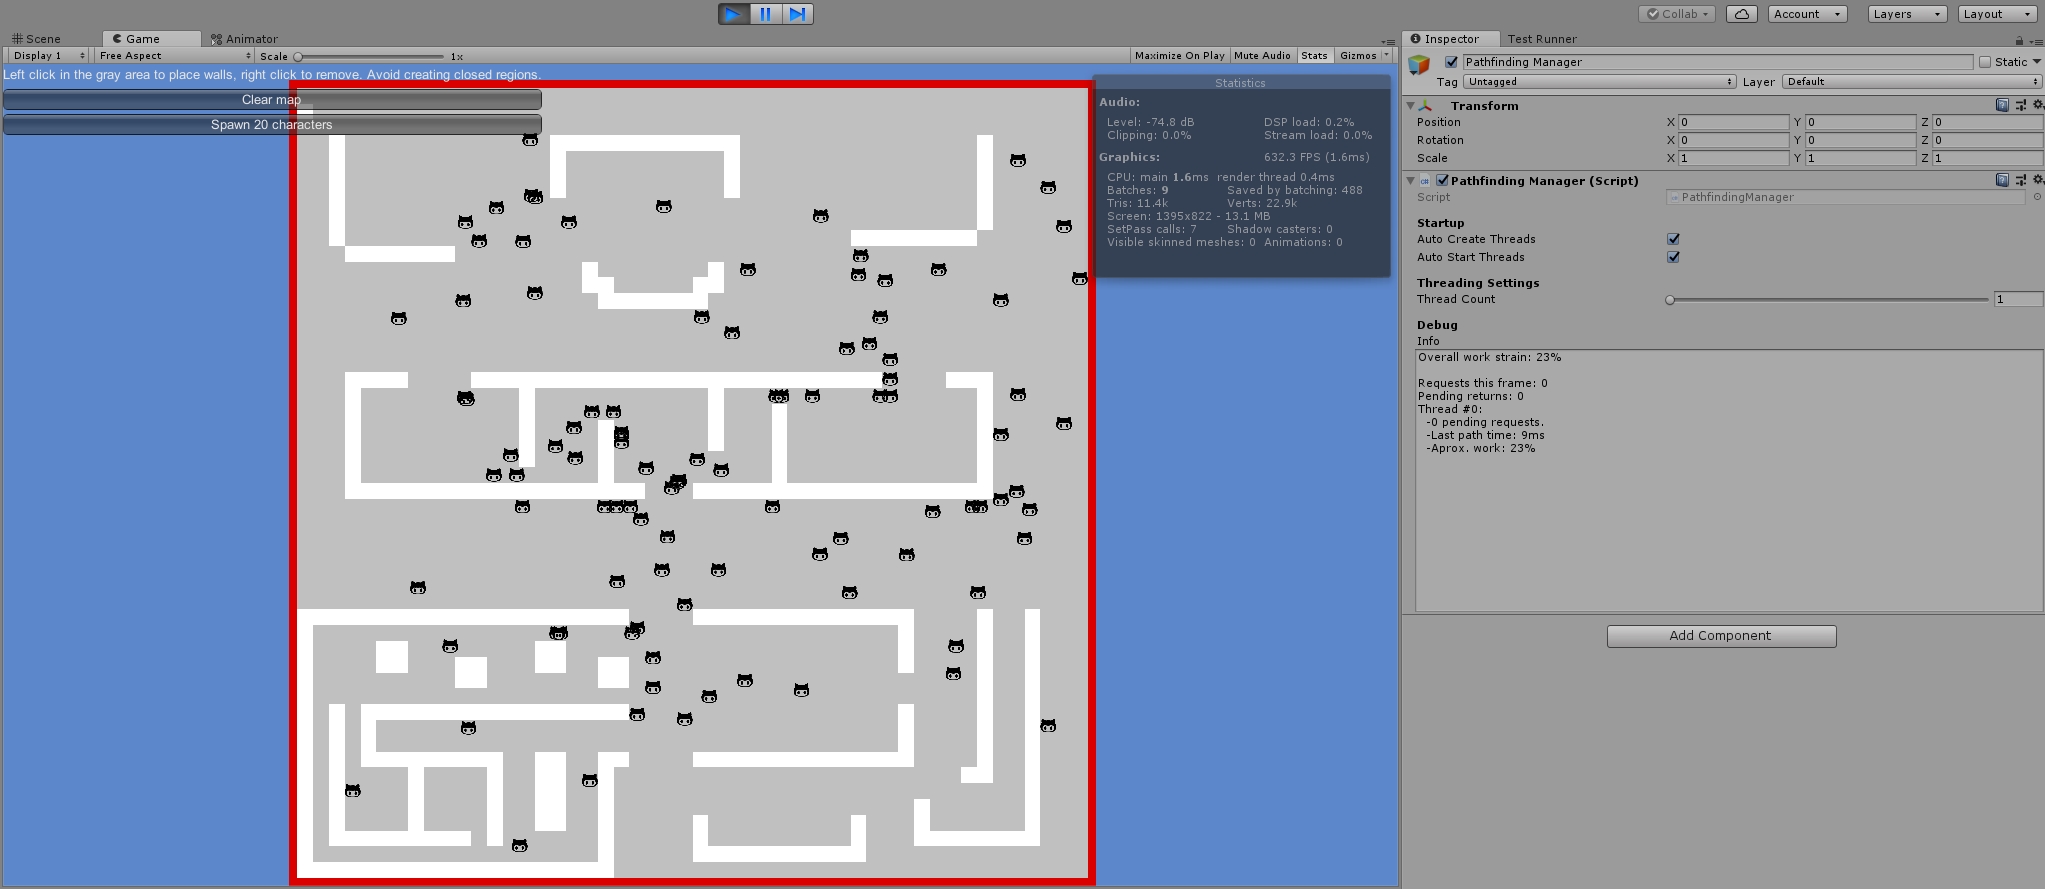 Collab
Account
Layers
Layout
Scene
Game
Animator
Display 1
Free Aspect
Scale
1x
Maximize On Play
Mute Audio
Stats
Gizmos
Left click in the gray area to place walls, right click to remove. Avoid creating closed regions.
Clear map
Spawn 20 characters
Statistics
Audio:
Level: -74.8 dB
DSP load: 0.2%
Clipping: 0.0%
Stream load: 0.0%
Graphics:
632.3 FPS (1.6ms)
CPU: main 1.6ms render thread 0.4ms
Batches: 9
Saved by batching: 488
Tris: 11.4k
Verts: 22.9k
Screen: 1395x822 - 13.1 MB
SetPass calls: 7
Shadow casters: 0
Visible skinned meshes: 0
Animations: 0
Inspector
Test Runner
Pathfinding Manager
Static
Tag
Untagged
Layer
Default
Transform
Position
X 0
Y 0
Z 0
Rotation
X 0
Y 0
Z 0
Scale
X 1
Y 1
Z 1
Pathfinding Manager (Script)
Script
PathfindingManager
Startup
Auto Create Threads
Auto Start Threads
Threading Settings
Thread Count
1
Debug
Info
Overall work strain: 23%
Requests this frame: 0
Pending returns: 0
Thread #0:
-0 pending requests.
-Last path time: 9ms
-Aprox. work: 23%
Add Component